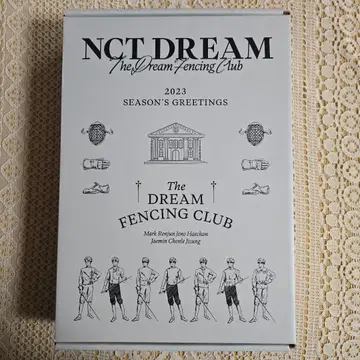 NCT DREAM
The Dream Fencing Club
2023
SEASON'S GREETINGS
The
DREAM
FENCING CLUB
Mark Renjun Jeno Haechan
Jaemin Chenle Jisung